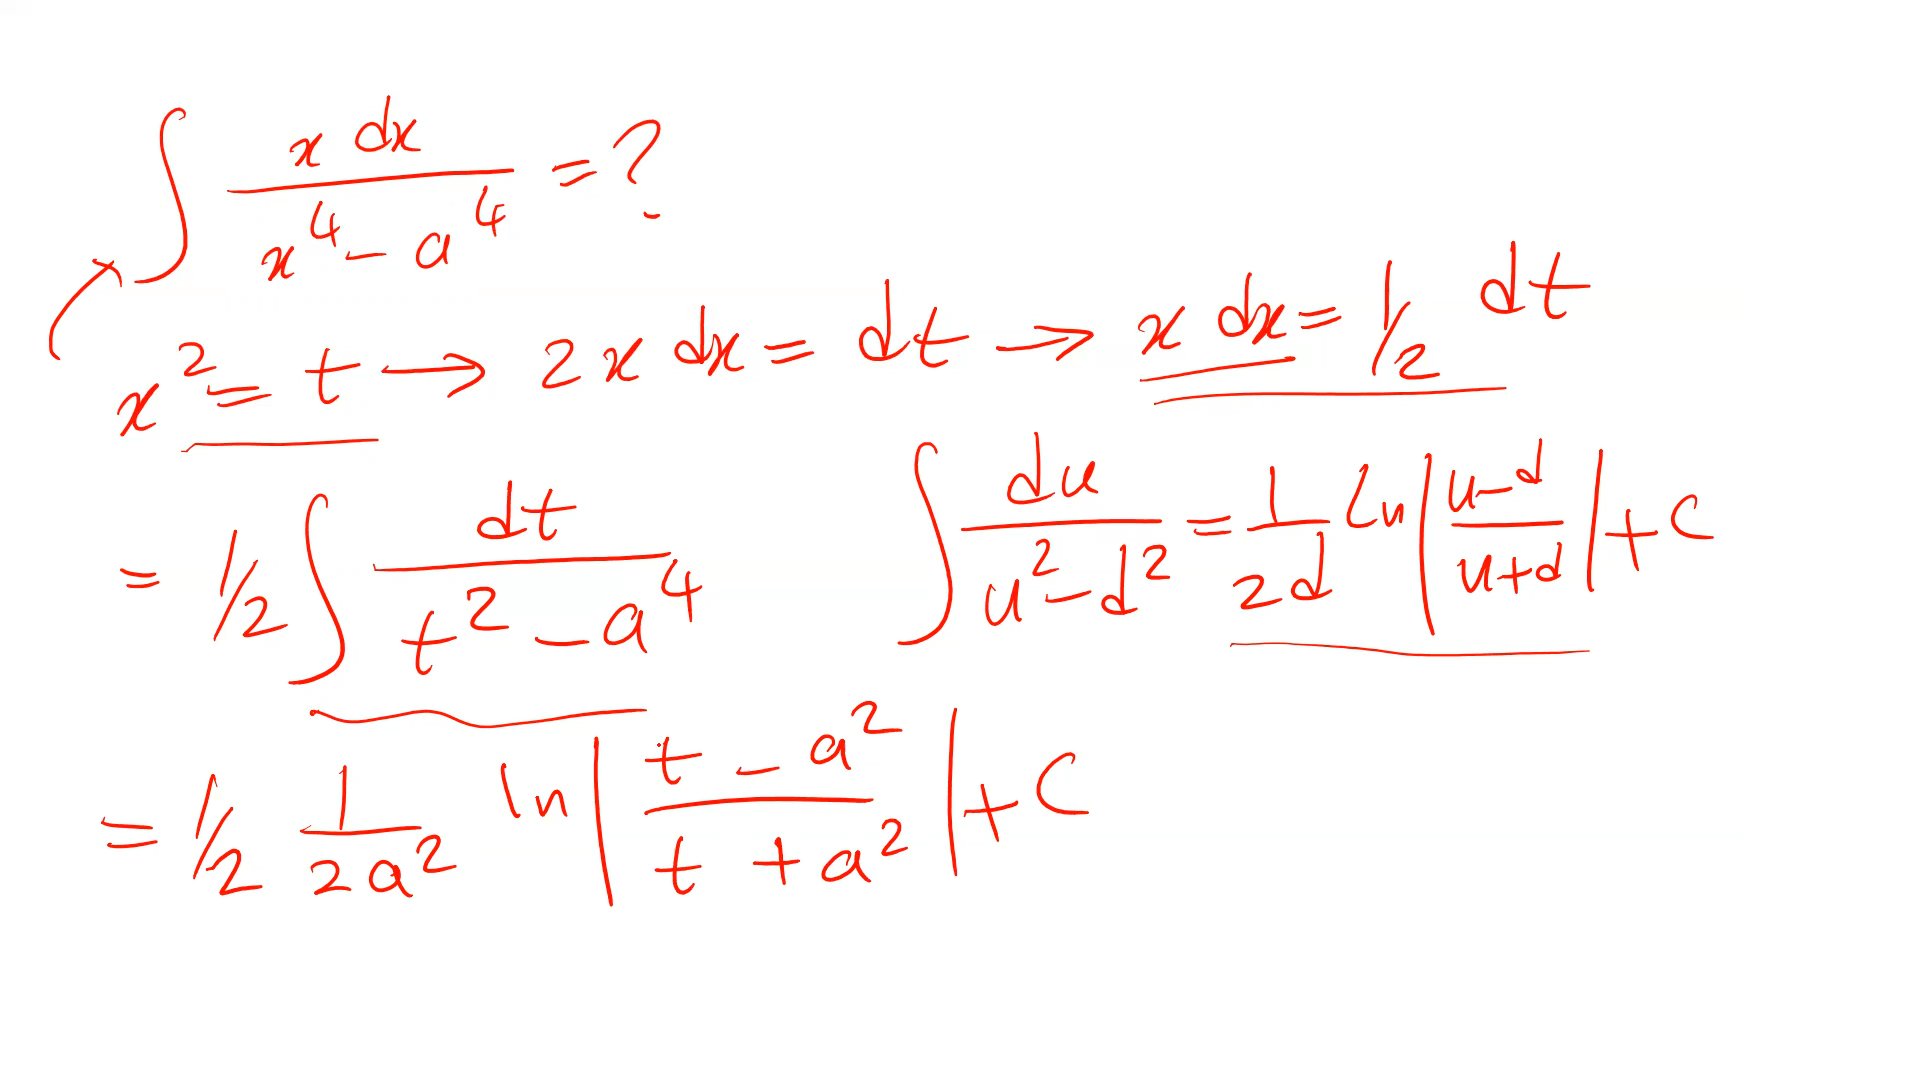 ∫ x dx / (x⁴ - a⁴) = ?
x² = t → 2x dx = dt → x dx = 1/2 dt
= 1/2 ∫ dt / (t² - a⁴)
∫ du / (u² - d²) = 1/(2d) ln |(u-d)/(u+d)| + C
= 1/2 1/(2a²) ln |(t - a²)/(t + a²)| + C